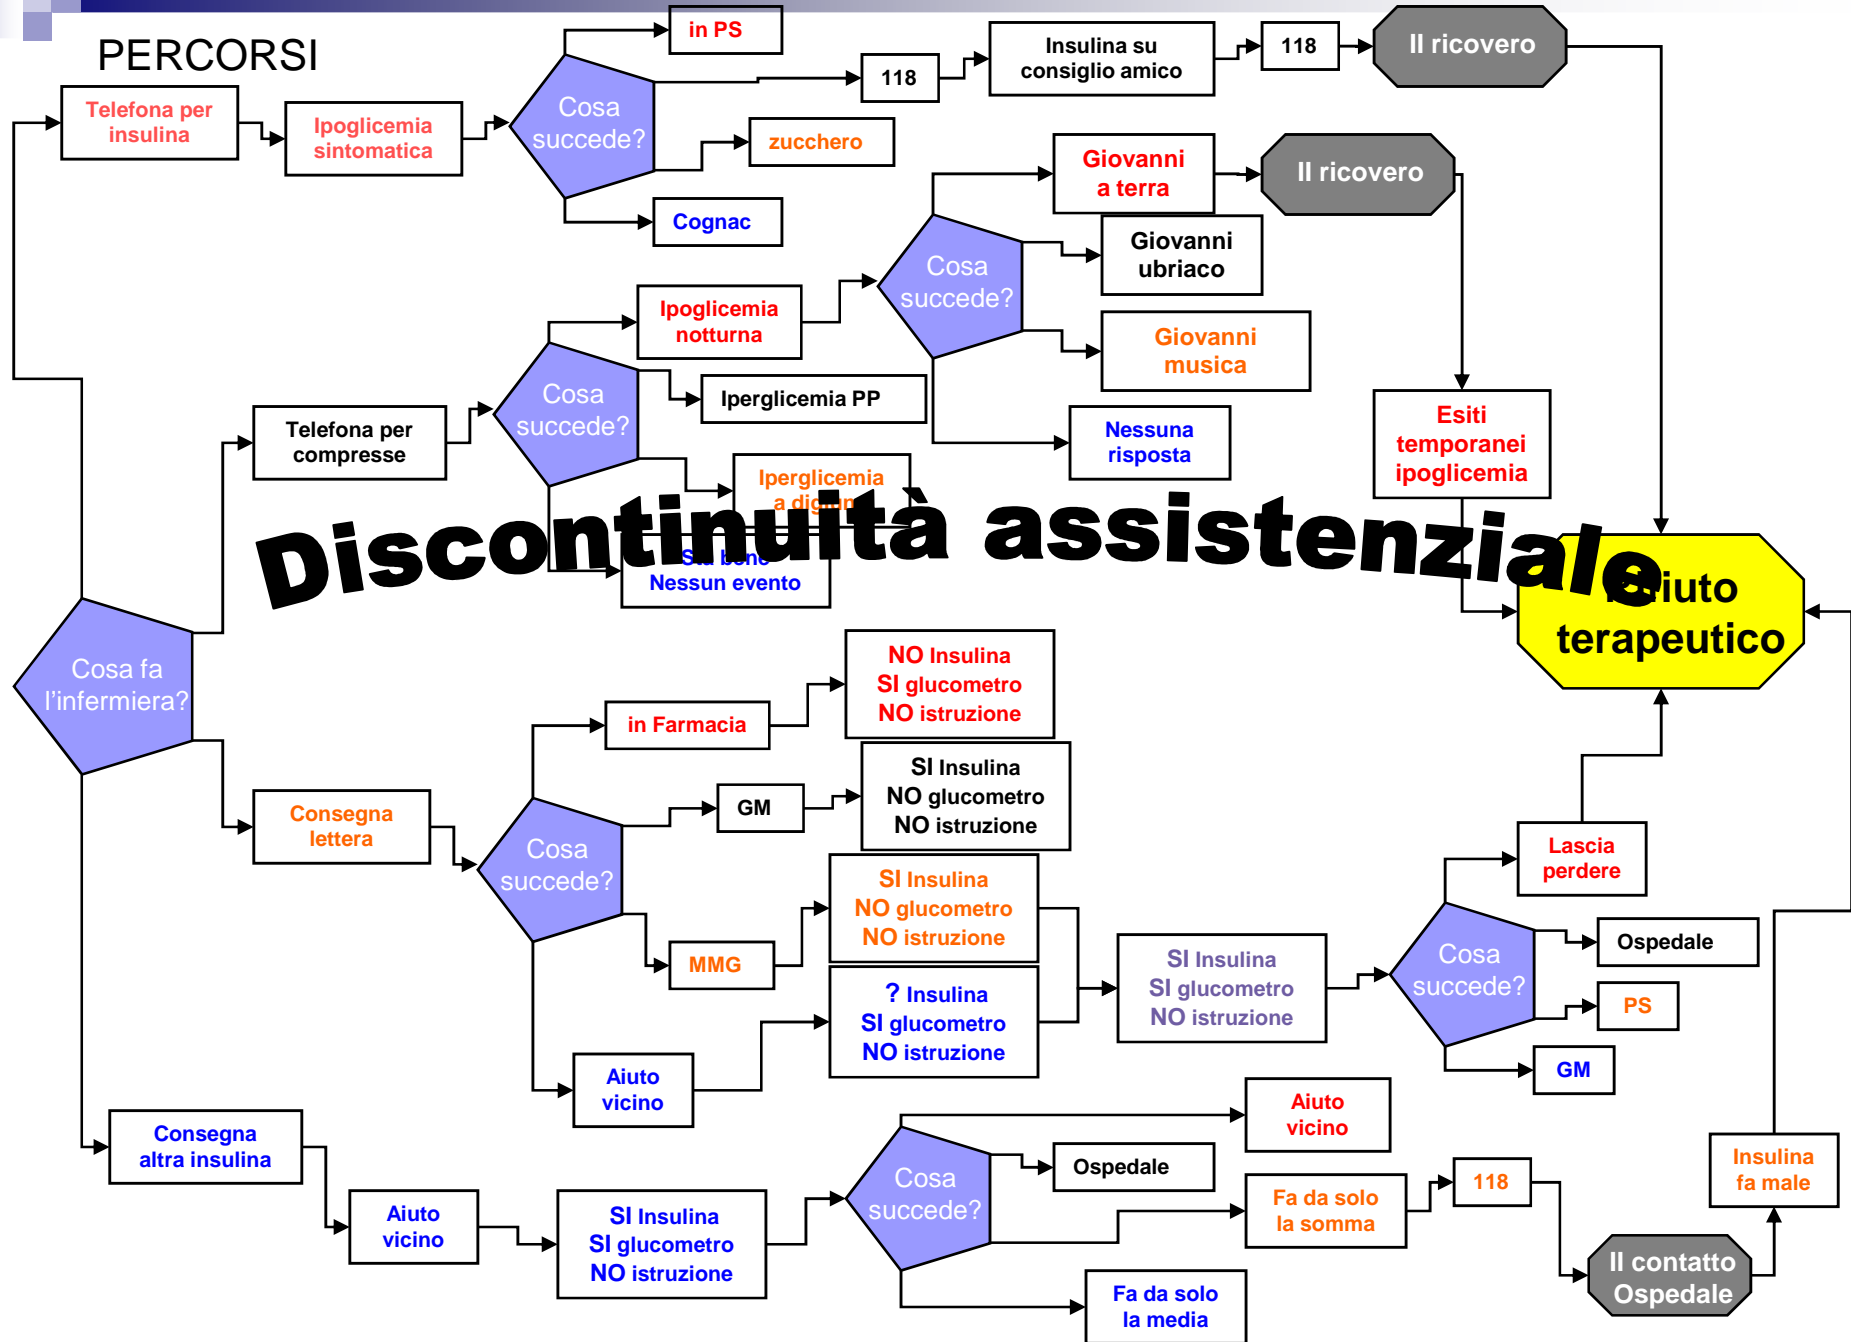 PERCORSI
in PS
118
Insulina su
consiglio amico
118
II ricovero
Telefona per
insulina
Ipoglicemia
sintomatica
Cosa
succede?
zucchero
Cognac
Giovanni
a terra
II ricovero
Giovanni
ubriaco
Cosa
succede?
Giovanni
musica
Nessuna
risposta
Ipoglicemia
notturna
Cosa
succede?
Iperglicemia PP
Telefona per
compresse
Iperglicemia
a
Nessun evento
Esiti
temporanei
ipoglicemia
Discontinuità assistenziale
terapeutico
Cosa fa
l'infermiera?
NO Insulina
SI glucometro
NO istruzione
in Farmacia
SI Insulina
NO glucometro
NO istruzione
GM
Consegna
lettera
Cosa
succede?
SI Insulina
NO glucometro
NO istruzione
MMG
? Insulina
SI glucometro
NO istruzione
Aiuto
vicino
SI Insulina
SI glucometro
NO istruzione
Lascia
perdere
Cosa
succede?
Ospedale
PS
GM
Consegna
altra insulina
Aiuto
vicino
SI Insulina
SI glucometro
NO istruzione
Cosa
succede?
Aiuto
vicino
Ospedale
Fa da solo
la somma
118
Fa da solo
la media
II contatto
Ospedale
Insulina
fa male